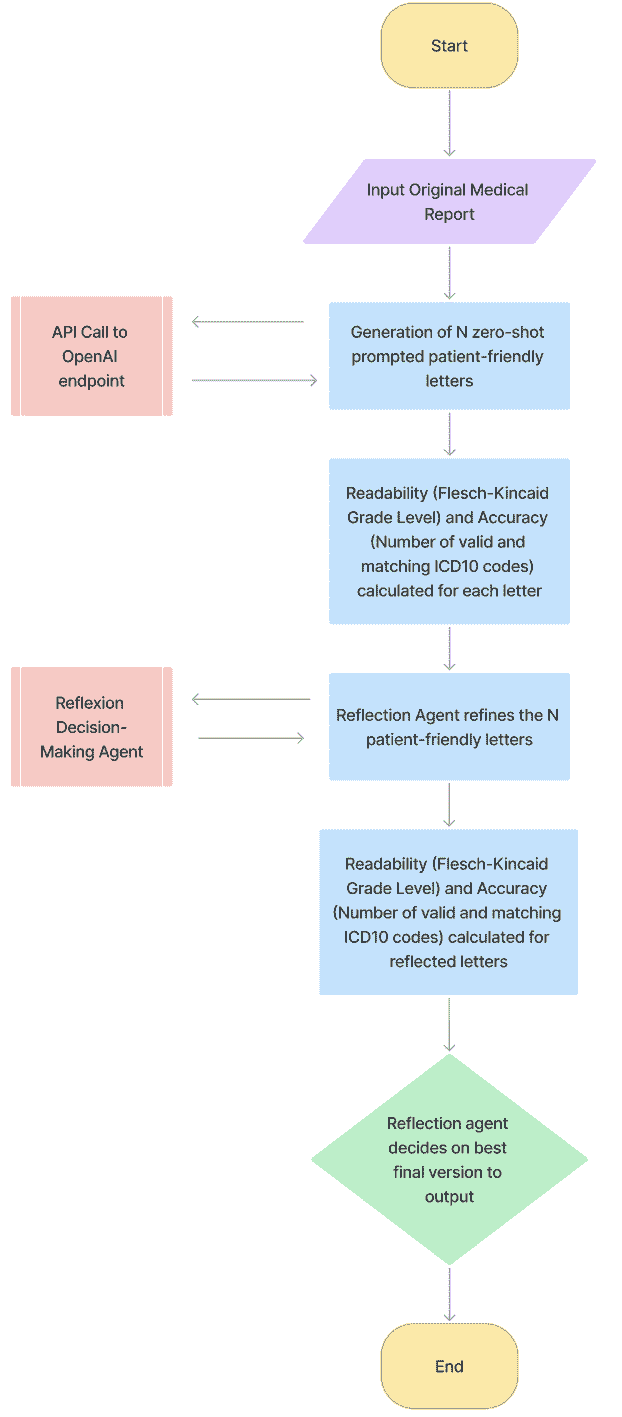 Start
Input Original Medical
Report
API Call to
OpenAI
endpoint
Generation of N zero-shot
prompted patient-friendly
letters
Readability (Flesch-Kincaid
Grade Level) and Accuracy
(Number of valid and
matching ICD10 codes)
calculated for each letter
Reflexion
Decision-
Making Agent
Reflection Agent refines the N
patient-friendly letters
Readability (Flesch-Kincaid
Grade Level) and Accuracy
(Number of valid and matching
ICD10 codes) calculated for
reflected letters
Reflection agent
decides on best
final version to
output
End